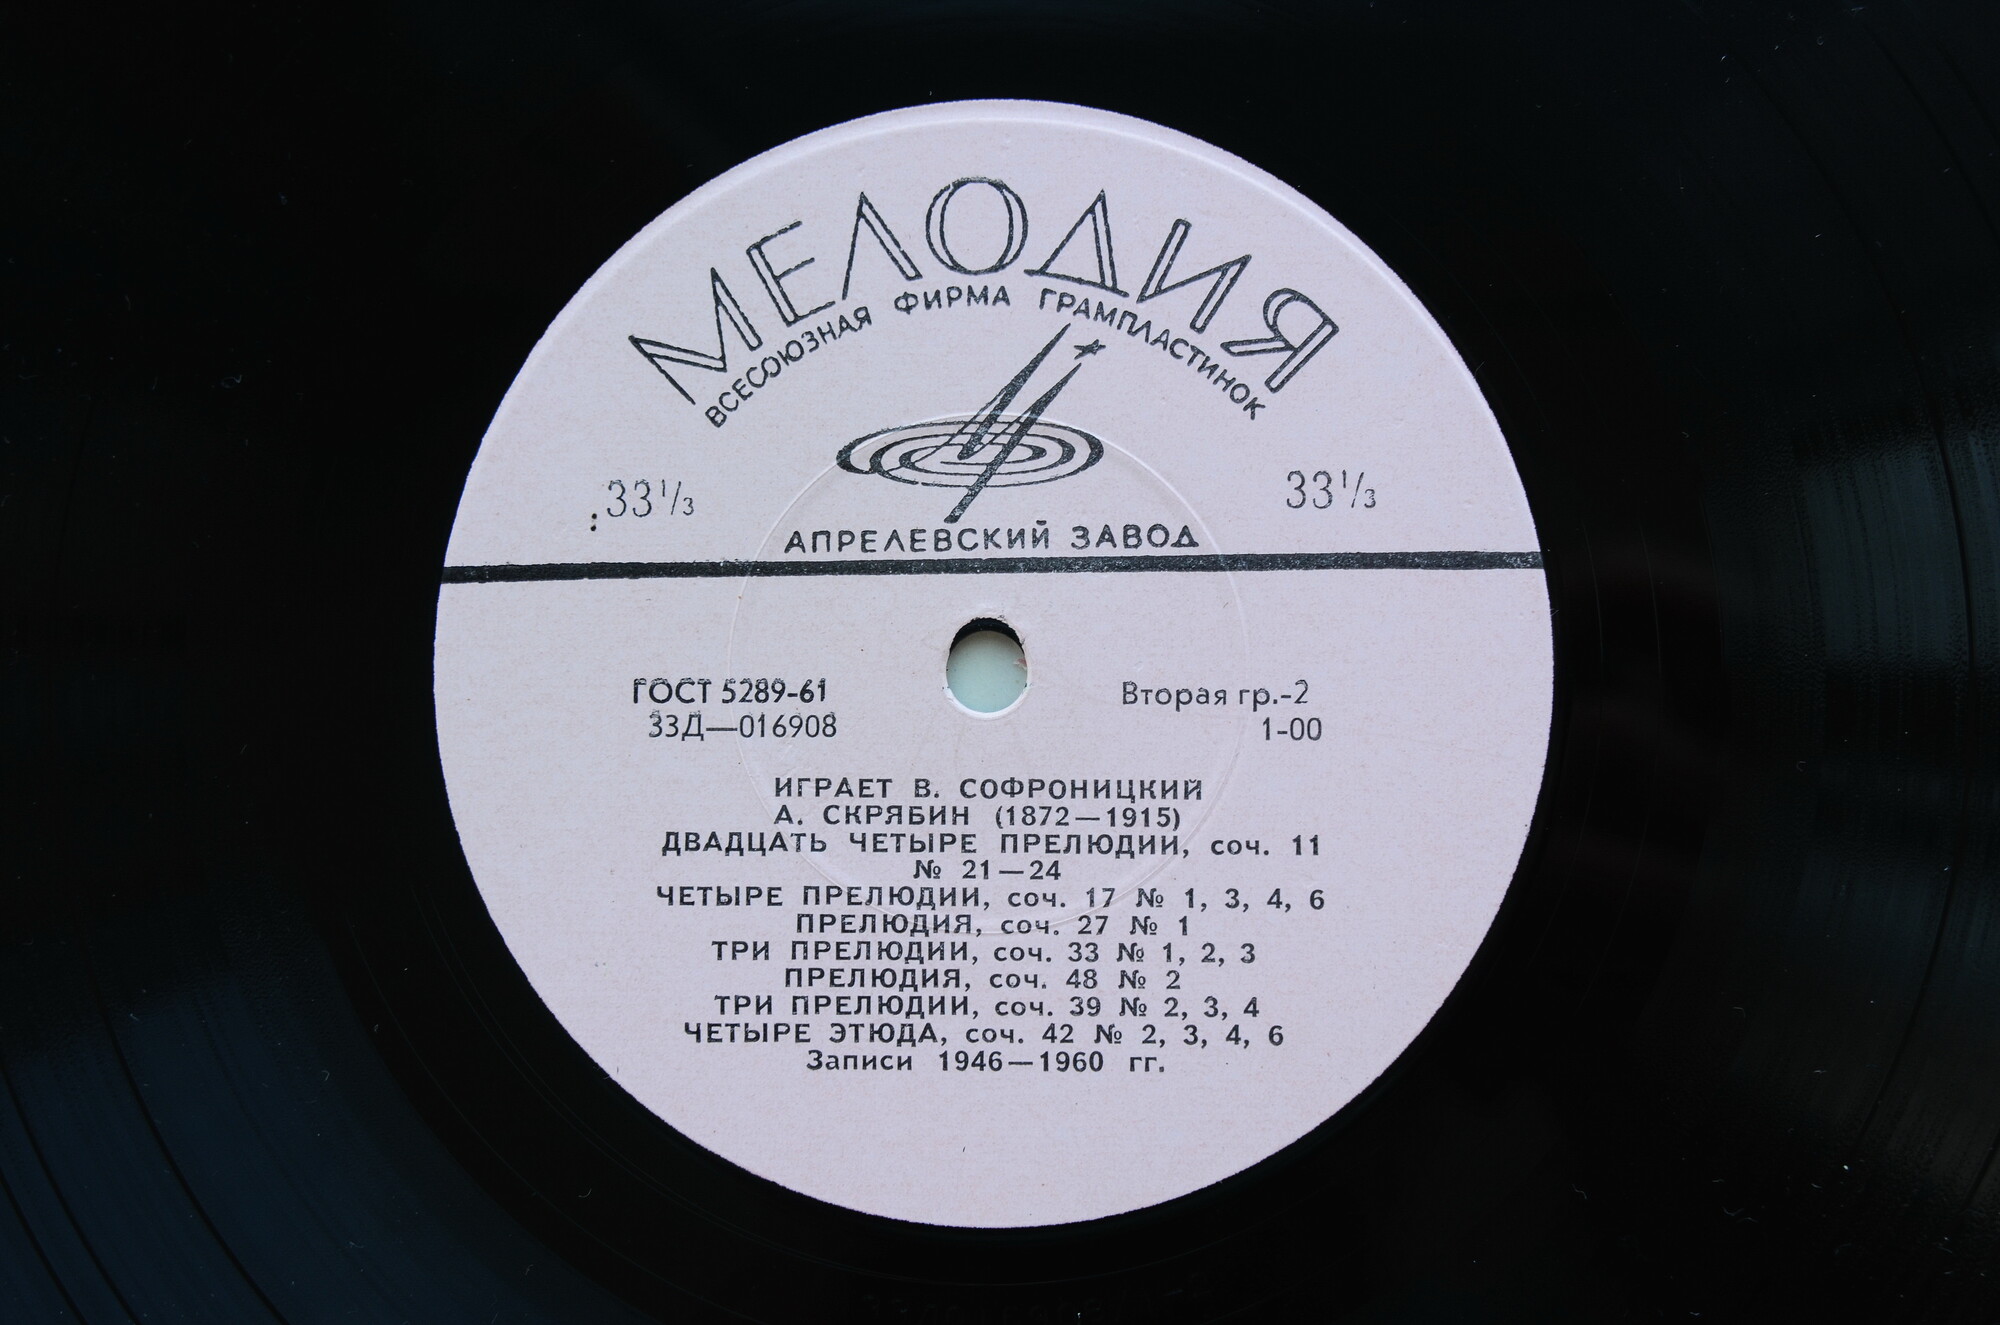 МЕЛОДИЯ
ВСЕСОЮЗНАЯ ФИРМА ГРАМПЛАСТИНОК
33⅓ 33⅓
АПРЕЛЕВСКИЙ ЗАВОД
ГОСТ 5289-61 Вторая гр.-2
33Д—016908 1-00
ИГРАЕТ В. СОФРОНИЦКИЙ
А. СКРЯБИН (1872—1915)
ДВАДЦАТЬ ЧЕТЫРЕ ПРЕЛЮДИИ, соч. 11
№ 21—24
ЧЕТЫРЕ ПРЕЛЮДИИ, соч. 17 № 1, 3, 4, 6
ПРЕЛЮДИЯ, соч. 27 № 1
ТРИ ПРЕЛЮДИИ, соч. 33 № 1, 2, 3
ПРЕЛЮДИЯ, соч. 48 № 2
ТРИ ПРЕЛЮДИИ, соч. 39 № 2, 3, 4
ЧЕТЫРЕ ЭТЮДА, соч. 42 № 2, 3, 4, 6
Записи 1946—1960 гг.